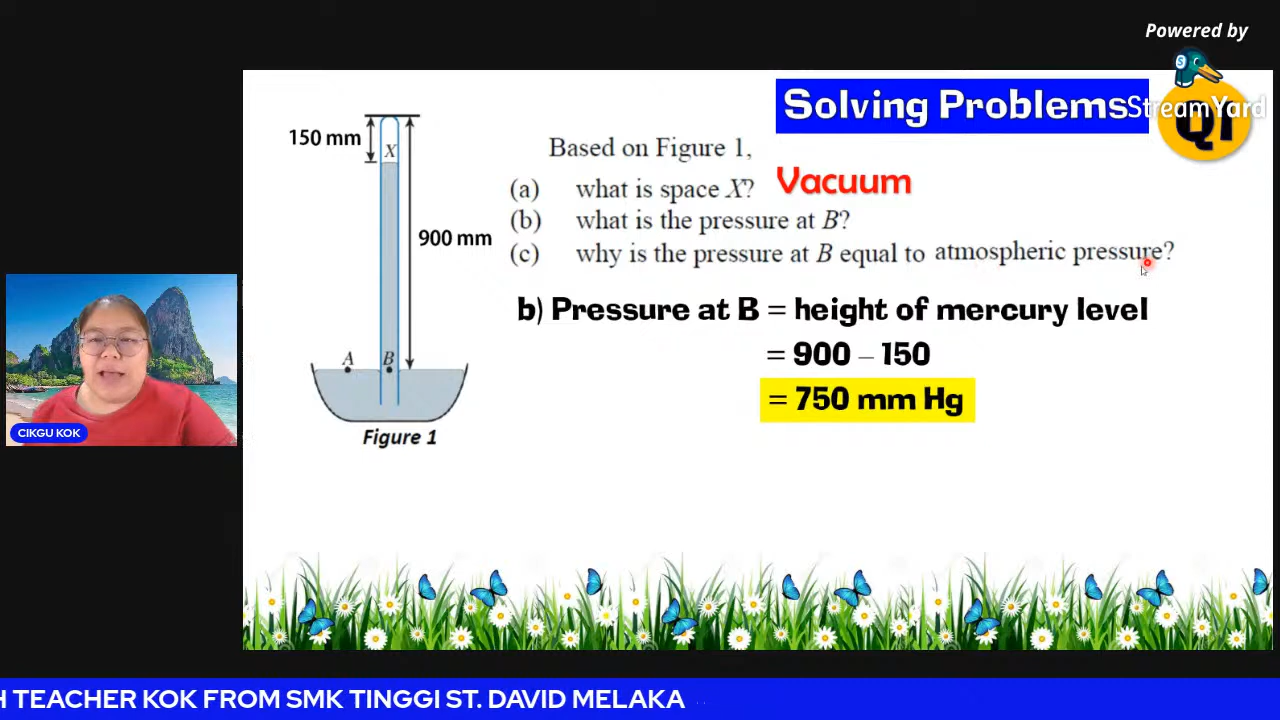 Powered by
StreamYard
Solving Problems
Q1
150 mm
X
900 mm
A
B
Figure 1
Based on Figure 1,
(a) what is space X? Vacuum
(b) what is the pressure at B?
(c) why is the pressure at B equal to atmospheric pressure?
b) Pressure at B = height of mercury level
= 900 – 150
= 750 mm Hg
CIKGU KOK
H TEACHER KOK FROM SMK TINGGI ST. DAVID MELAKA